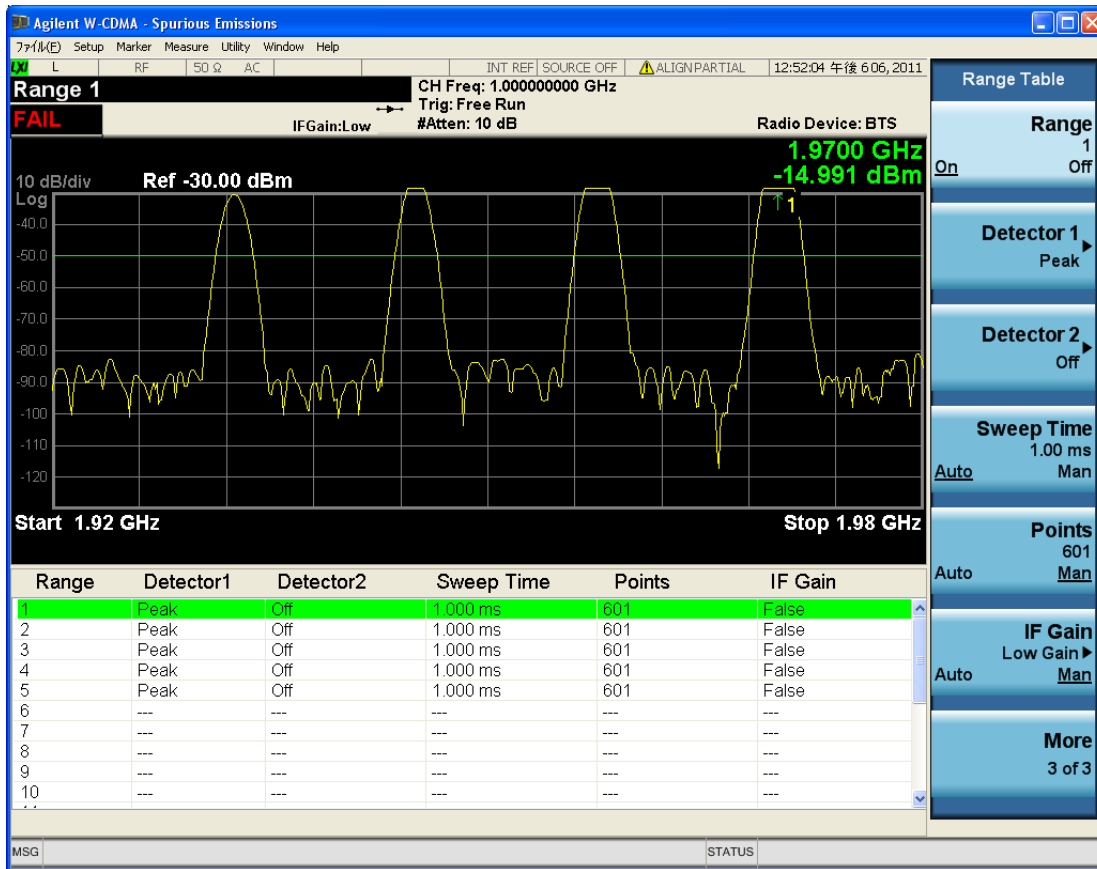 Agilent W-CDMA - Spurious Emissions
ファイル(F) Setup Marker Measure Utility Window Help
LXI L RF 50 Ω AC INT REF SOURCE OFF ALIGN PARTIAL 12:52:04 午後 6 06, 2011
Range 1
FAIL
IFGain:Low
CH Freq: 1.000000000 GHz
Trig: Free Run
#Atten: 10 dB
Radio Device: BTS
1.9700 GHz
-14.991 dBm
10 dB/div Ref -30.00 dBm
Log
1
-40.0
-50.0
-60.0
-70.0
-80.0
-90.0
-100
-110
-120
Start 1.92 GHz Stop 1.98 GHz
Range Detector1 Detector2 Sweep Time Points IF Gain
1 Peak Off 1.000 ms 601 False
2 Peak Off 1.000 ms 601 False
3 Peak Off 1.000 ms 601 False
4 Peak Off 1.000 ms 601 False
5 Peak Off 1.000 ms 601 False
6 --- --- --- --- ---
7 --- --- --- --- ---
8 --- --- --- --- ---
9 --- --- --- --- ---
10 --- --- --- --- ---
MSG STATUS
Range Table
Range
1
On Off
Detector 1
Peak
Detector 2
Off
Sweep Time
1.00 ms
Auto Man
Points
601
Auto Man
IF Gain
Low Gain
Auto Man
More
3 of 3